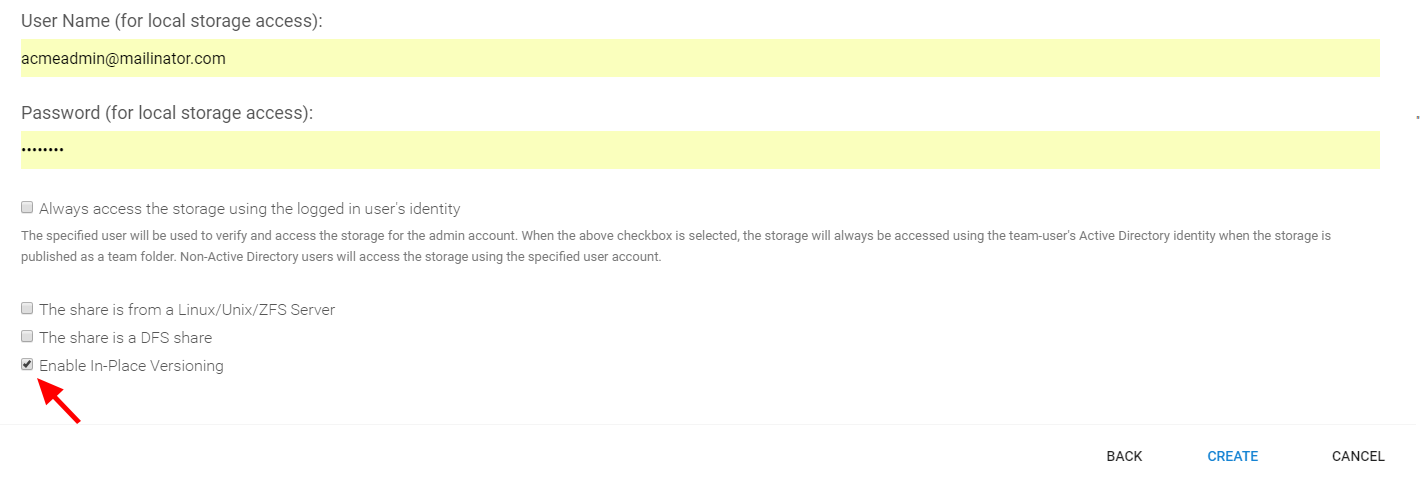 User Name (for local storage access):
acmeadmin@mailinator.com
Password (for local storage access):
••••••••
Always access the storage using the logged in user's identity
The specified user will be used to verify and access the storage for the admin account. When the above checkbox is selected, the storage will always be accessed using the team-user's Active Directory identity when the storage is
published as a team folder. Non-Active Directory users will access the storage using the specified user account.
The share is from a Linux/Unix/ZFS Server
The share is a DFS share
Enable In-Place Versioning
BACK CREATE CANCEL